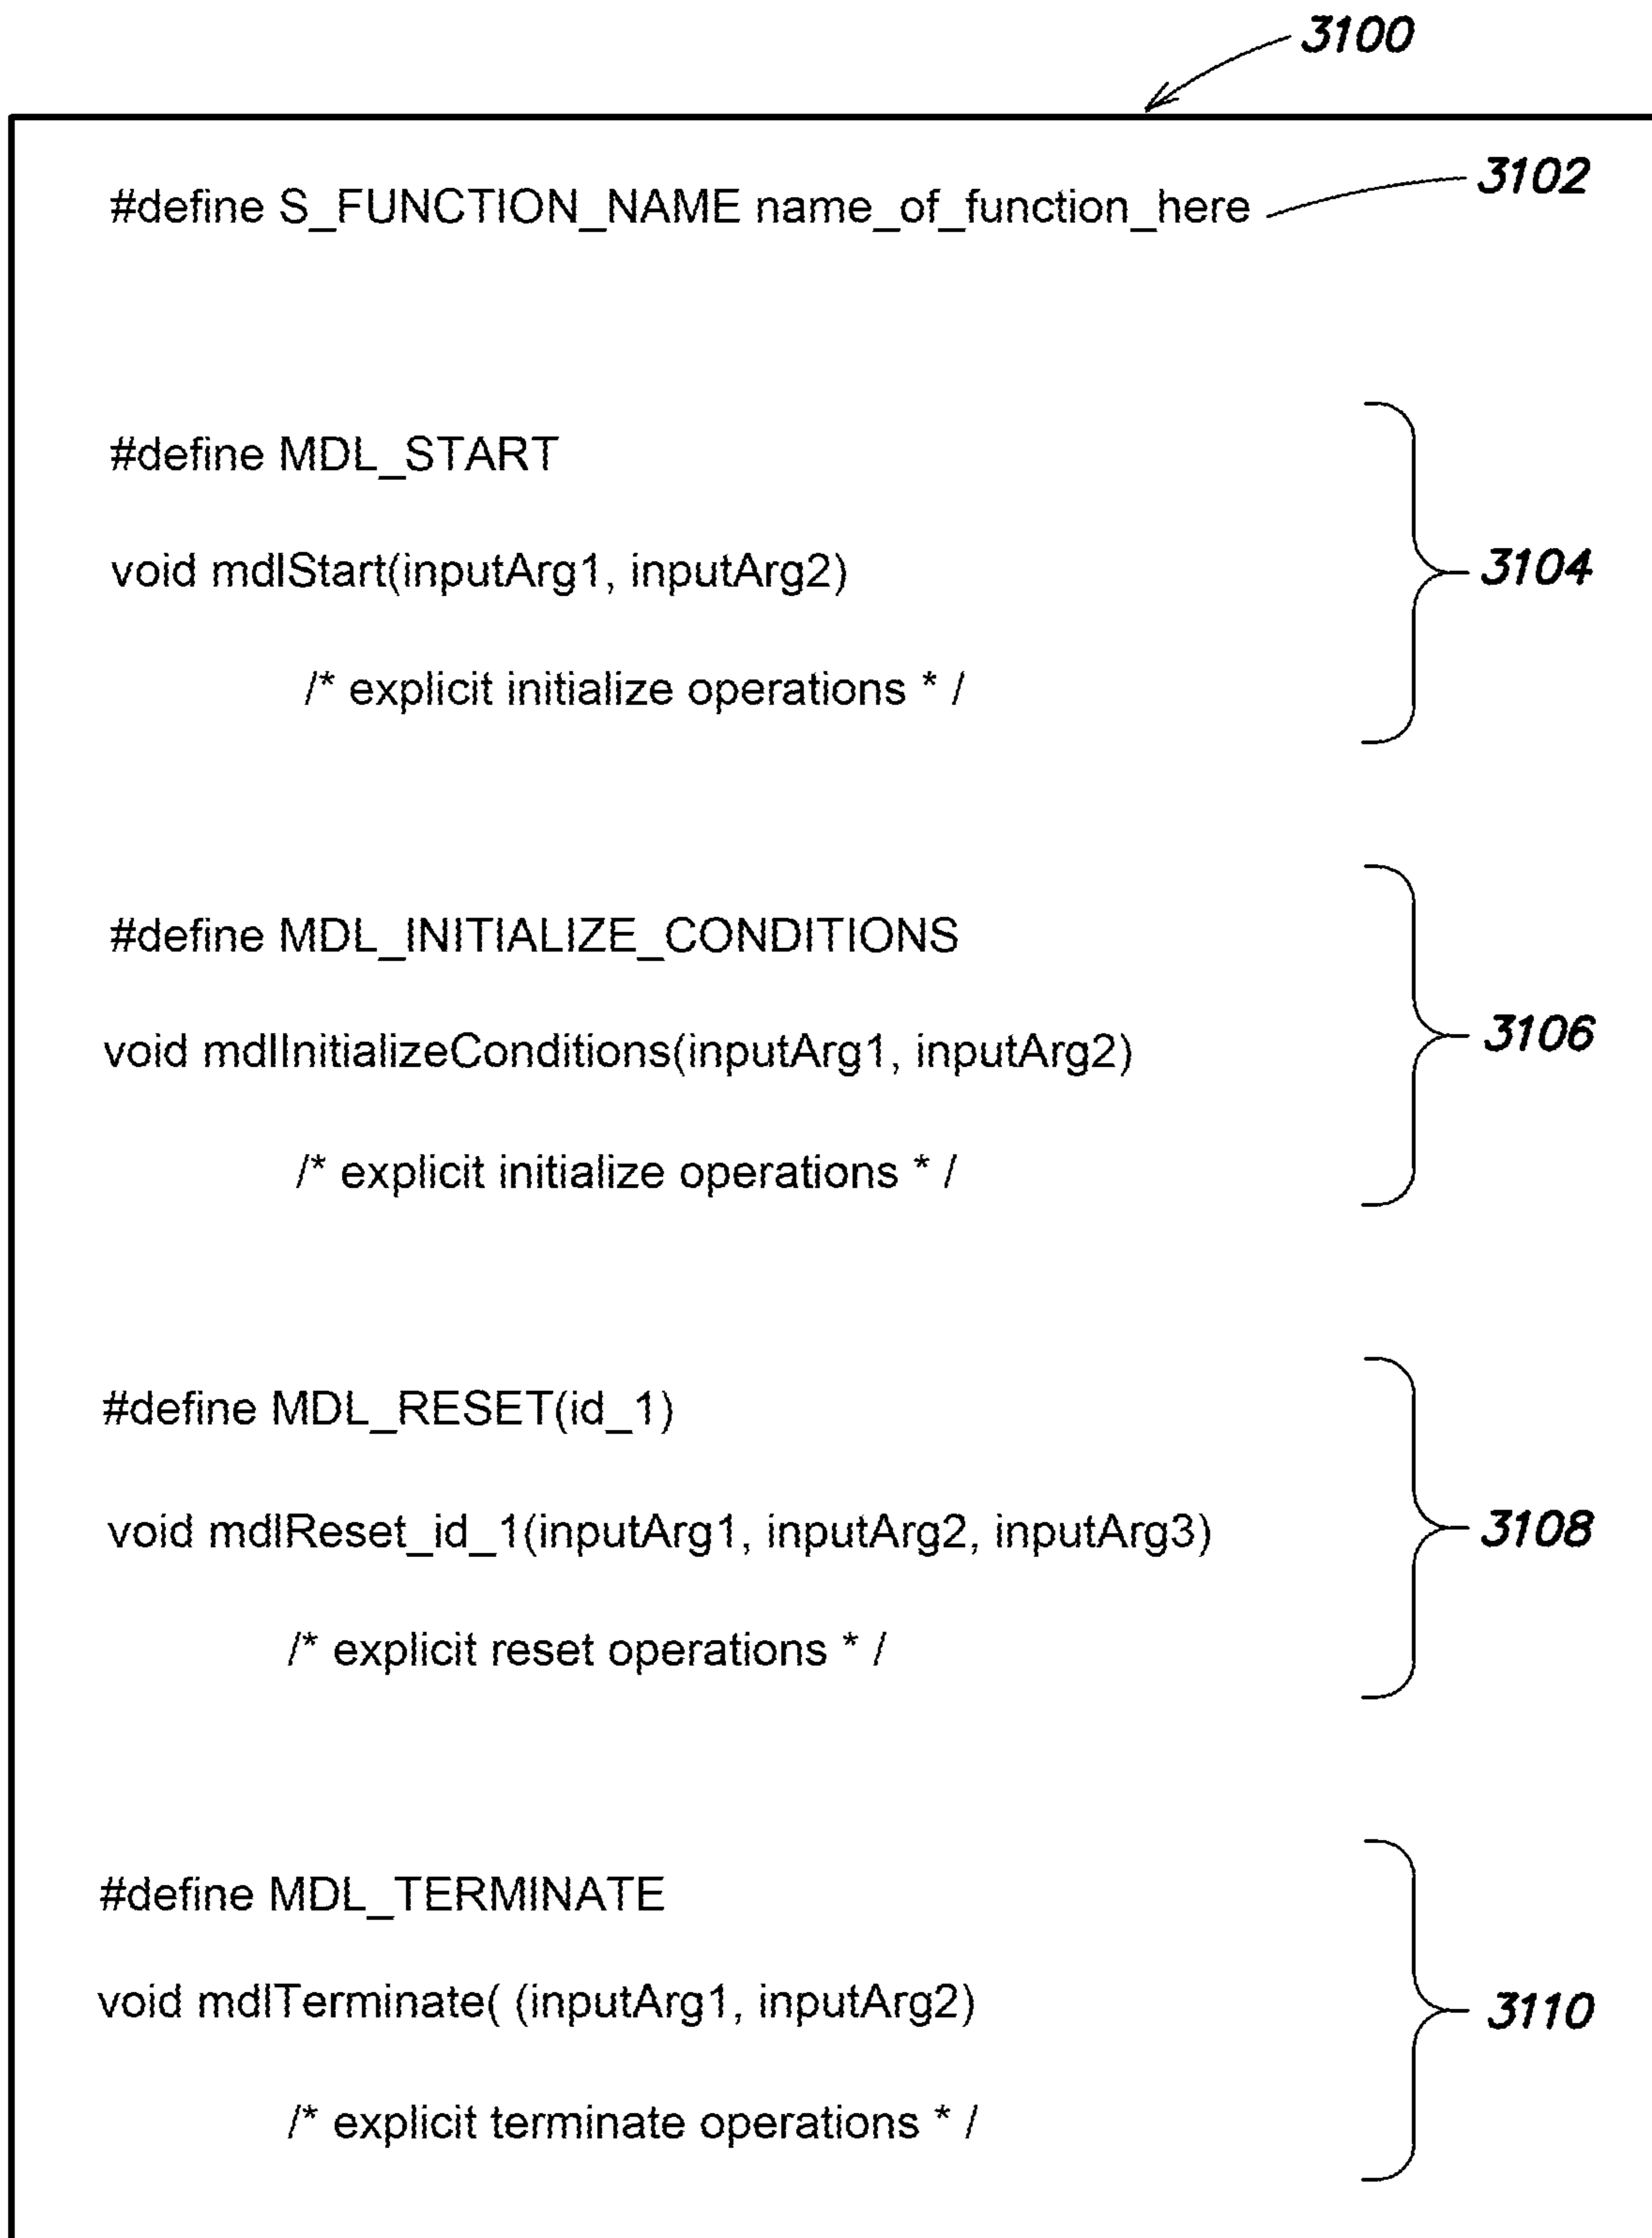 3100
#define S_FUNCTION_NAME name_of_function_here 3102
#define MDL_START
void mdlStart(inputArg1, inputArg2) 3104
/* explicit initialize operations * /
#define MDL_INITIALIZE_CONDITIONS
void mdlInitializeConditions(inputArg1, inputArg2) 3106
/* explicit initialize operations * /
#define MDL_RESET(id_1)
void mdlReset_id_1(inputArg1, inputArg2, inputArg3) 3108
/* explicit reset operations * /
#define MDL_TERMINATE
void mdlTerminate( (inputArg1, inputArg2) 3110
/* explicit terminate operations * /